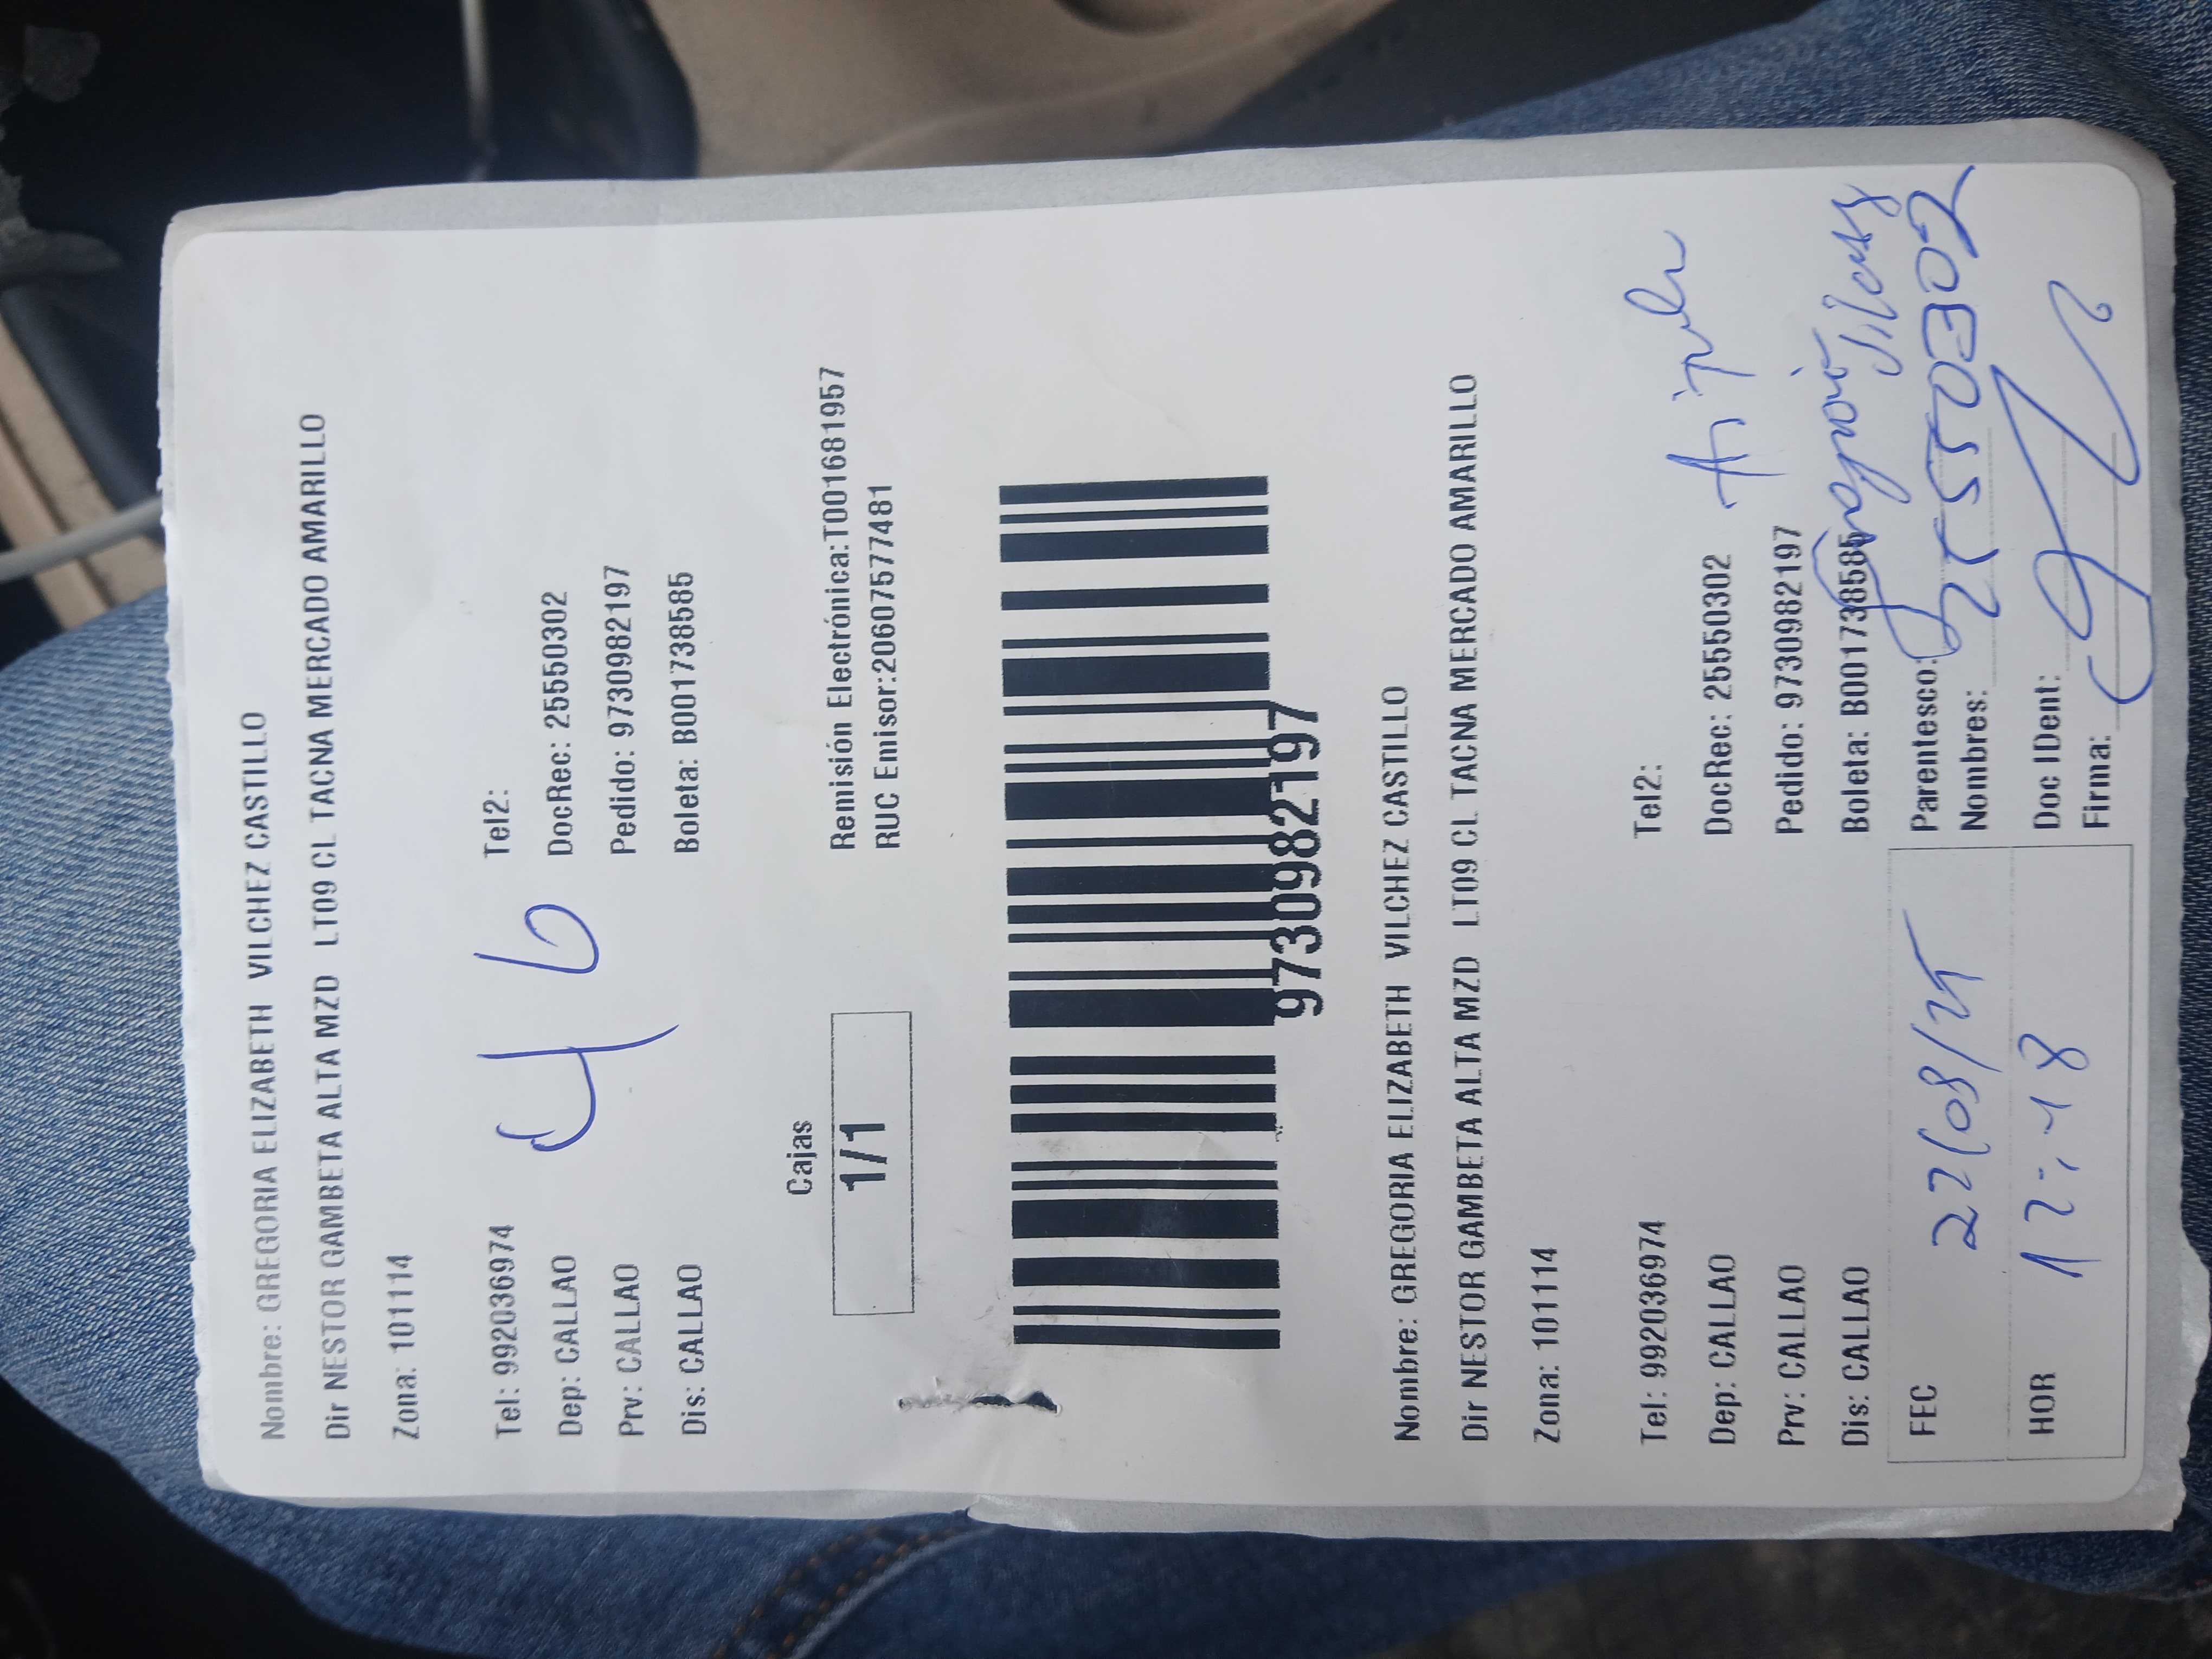 Nombre: GREGORIA ELIZABETH VILCHEZ CASTILLO
Dir NESTOR GAMBETA ALTA MZD LT09 CL TACNA MERCADO AMARILLO
Zona: 101114
Tel: 992036974 Tel2:
Dep: CALLAO DocRec: 25550302
Prv: CALLAO Pedido: 9730982197
Dis: CALLAO Boleta: B001738585
46
Cajas
1/1
Remisión Electrónica:T001681957
RUC Emisor:20607577481
9730982197
Nombre: GREGORIA ELIZABETH VILCHEZ CASTILLO
Dir NESTOR GAMBETA ALTA MZD LT09 CL TACNA MERCADO AMARILLO
Zona: 101114
Tel: 992036974 Tel2:
Dep: CALLAO DocRec: 25550302
Prv: CALLAO Pedido: 9730982197
Dis: CALLAO Boleta: B001738585
FEC 22/08/25 Parentesco:
Nombres: 25550302
HOR Doc IDent:
Firma: